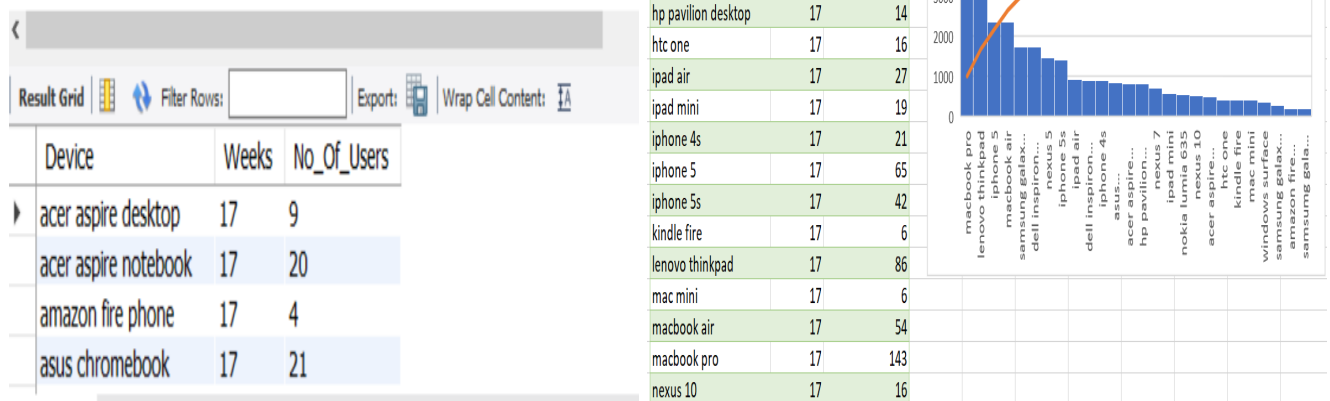 Result Grid Filter Rows: Export: Wrap Cell Content:
Device Weeks No_Of_Users
acer aspire desktop 17 9
acer aspire notebook 17 20
amazon fire phone 17 4
asus chromebook 17 21
hp pavilion desktop 17 14
htc one 17 16
ipad air 17 27
ipad mini 17 19
iphone 4s 17 21
iphone 5 17 65
iphone 5s 17 42
kindle fire 17 6
lenovo thinkpad 17 86
mac mini 17 6
macbook air 17 54
macbook pro 17 143
nexus 10 17 16
2000
1000
0
macbook pro
lenovo thinkpad
iphone 5
macbook air
samsung galax...
dell inspiron...
nexus 5
iphone 5s
ipad air
dell inspiron...
iphone 4s
asus...
acer aspire...
hp pavilion...
nexus 7
ipad mini
nokia lumia 635
nexus 10
acer aspire...
htc one
kindle fire
mac mini
windows surface
samsung galax...
amazon fire...
samsumg gala...